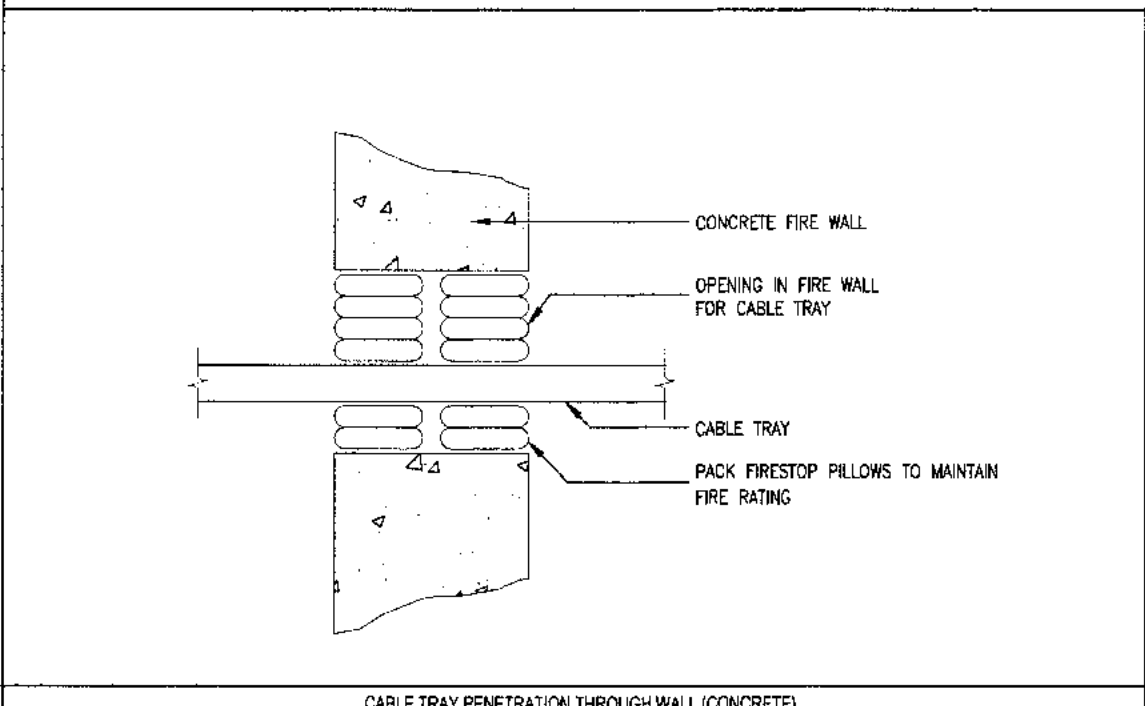 CONCRETE FIRE WALL
OPENING IN FIRE WALL
FOR CABLE TRAY
CABLE TRAY
PACK FIRESTOP PILLOWS TO MAINTAIN
FIRE RATING
CABLE TRAY PENETRATION THROUGH WALL (CONCRETE)